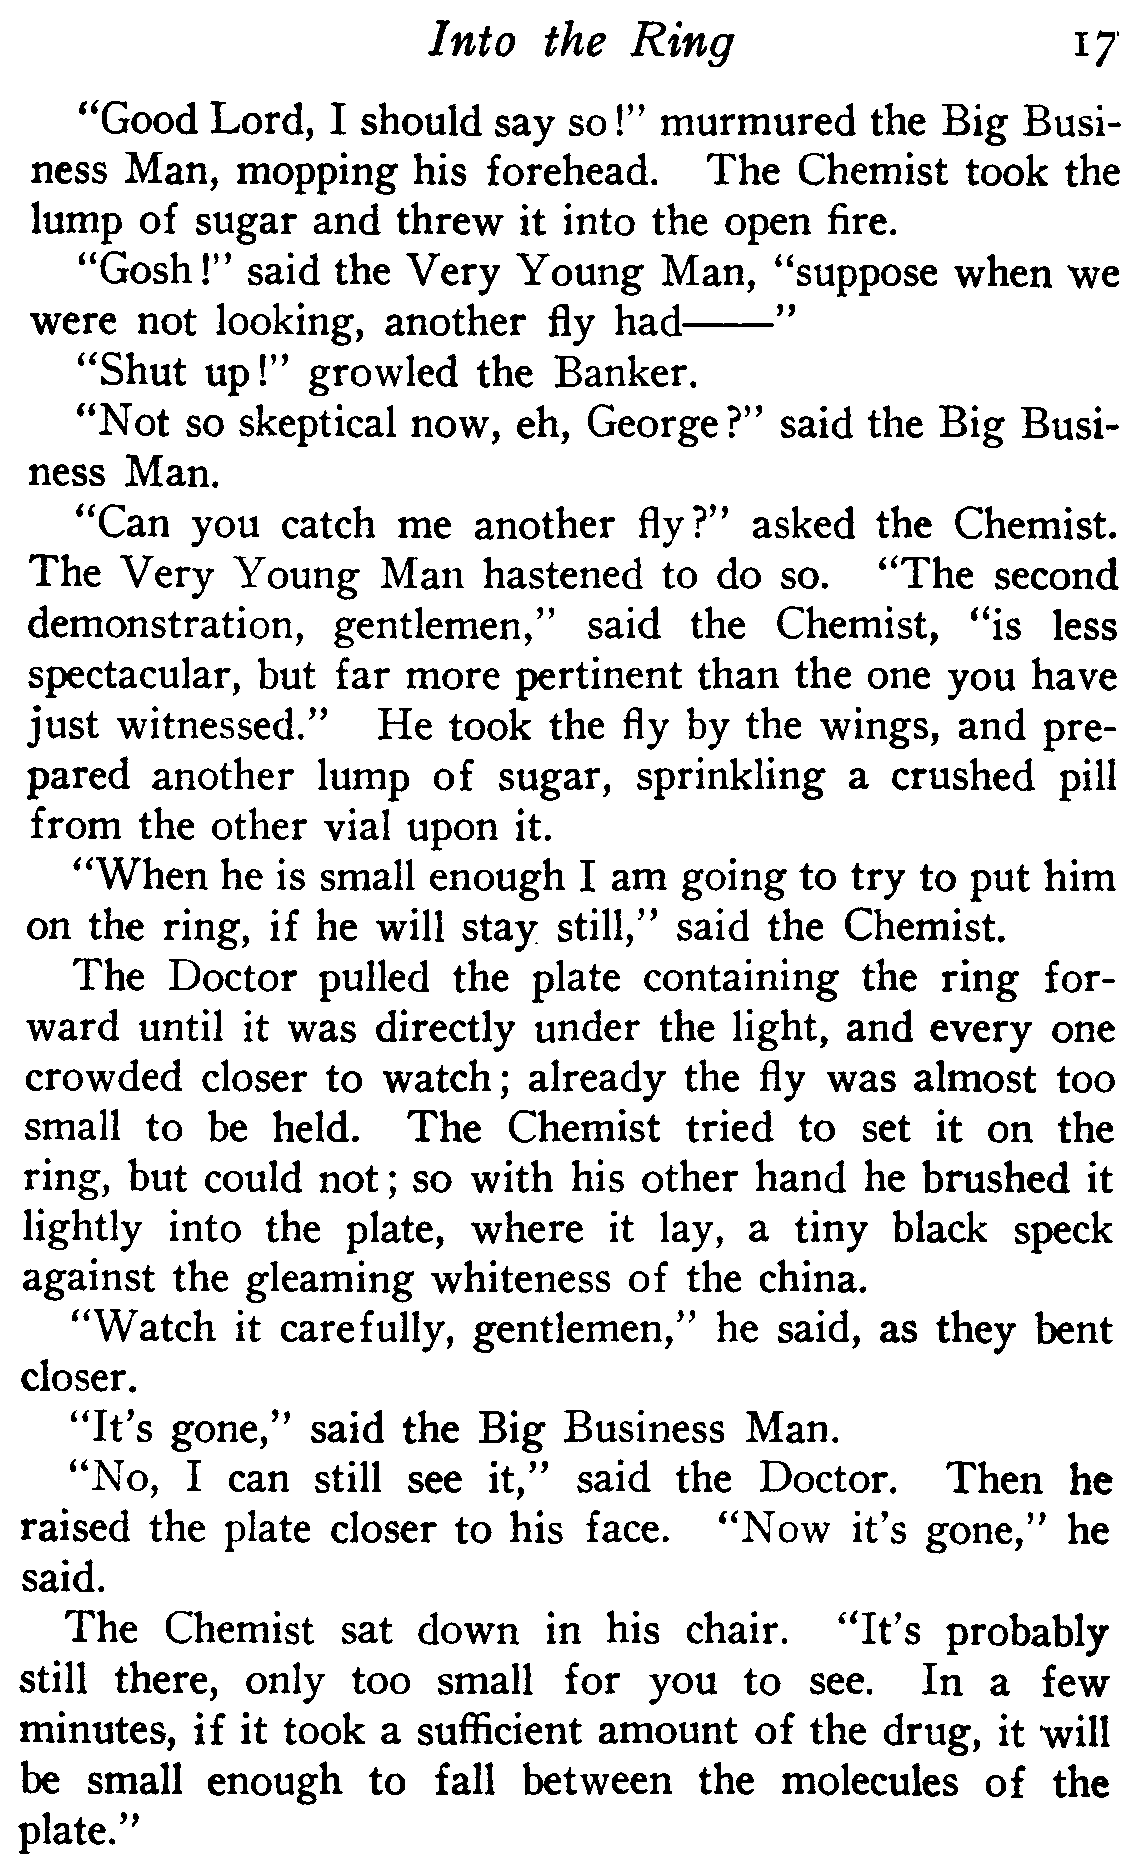 Into the Ring 17
"Good Lord, I should say so!" murmured the Big Busi-
ness Man, mopping his forehead. The Chemist took the
lump of sugar and threw it into the open fire.
"Gosh!" said the Very Young Man, "suppose when we
were not looking, another fly had——"
"Shut up!" growled the Banker.
"Not so skeptical now, eh, George?" said the Big Busi-
ness Man.
"Can you catch me another fly?" asked the Chemist.
The Very Young Man hastened to do so. "The second
demonstration, gentlemen," said the Chemist, "is less
spectacular, but far more pertinent than the one you have
just witnessed." He took the fly by the wings, and pre-
pared another lump of sugar, sprinkling a crushed pill
from the other vial upon it.
"When he is small enough I am going to try to put him
on the ring, if he will stay still," said the Chemist.
The Doctor pulled the plate containing the ring for-
ward until it was directly under the light, and every one
crowded closer to watch; already the fly was almost too
small to be held. The Chemist tried to set it on the
ring, but could not; so with his other hand he brushed it
lightly into the plate, where it lay, a tiny black speck
against the gleaming whiteness of the china.
"Watch it carefully, gentlemen," he said, as they bent
closer.
"It's gone," said the Big Business Man.
"No, I can still see it," said the Doctor. Then he
raised the plate closer to his face. "Now it's gone," he
said.
The Chemist sat down in his chair. "It's probably
still there, only too small for you to see. In a few
minutes, if it took a sufficient amount of the drug, it will
be small enough to fall between the molecules of the
plate."